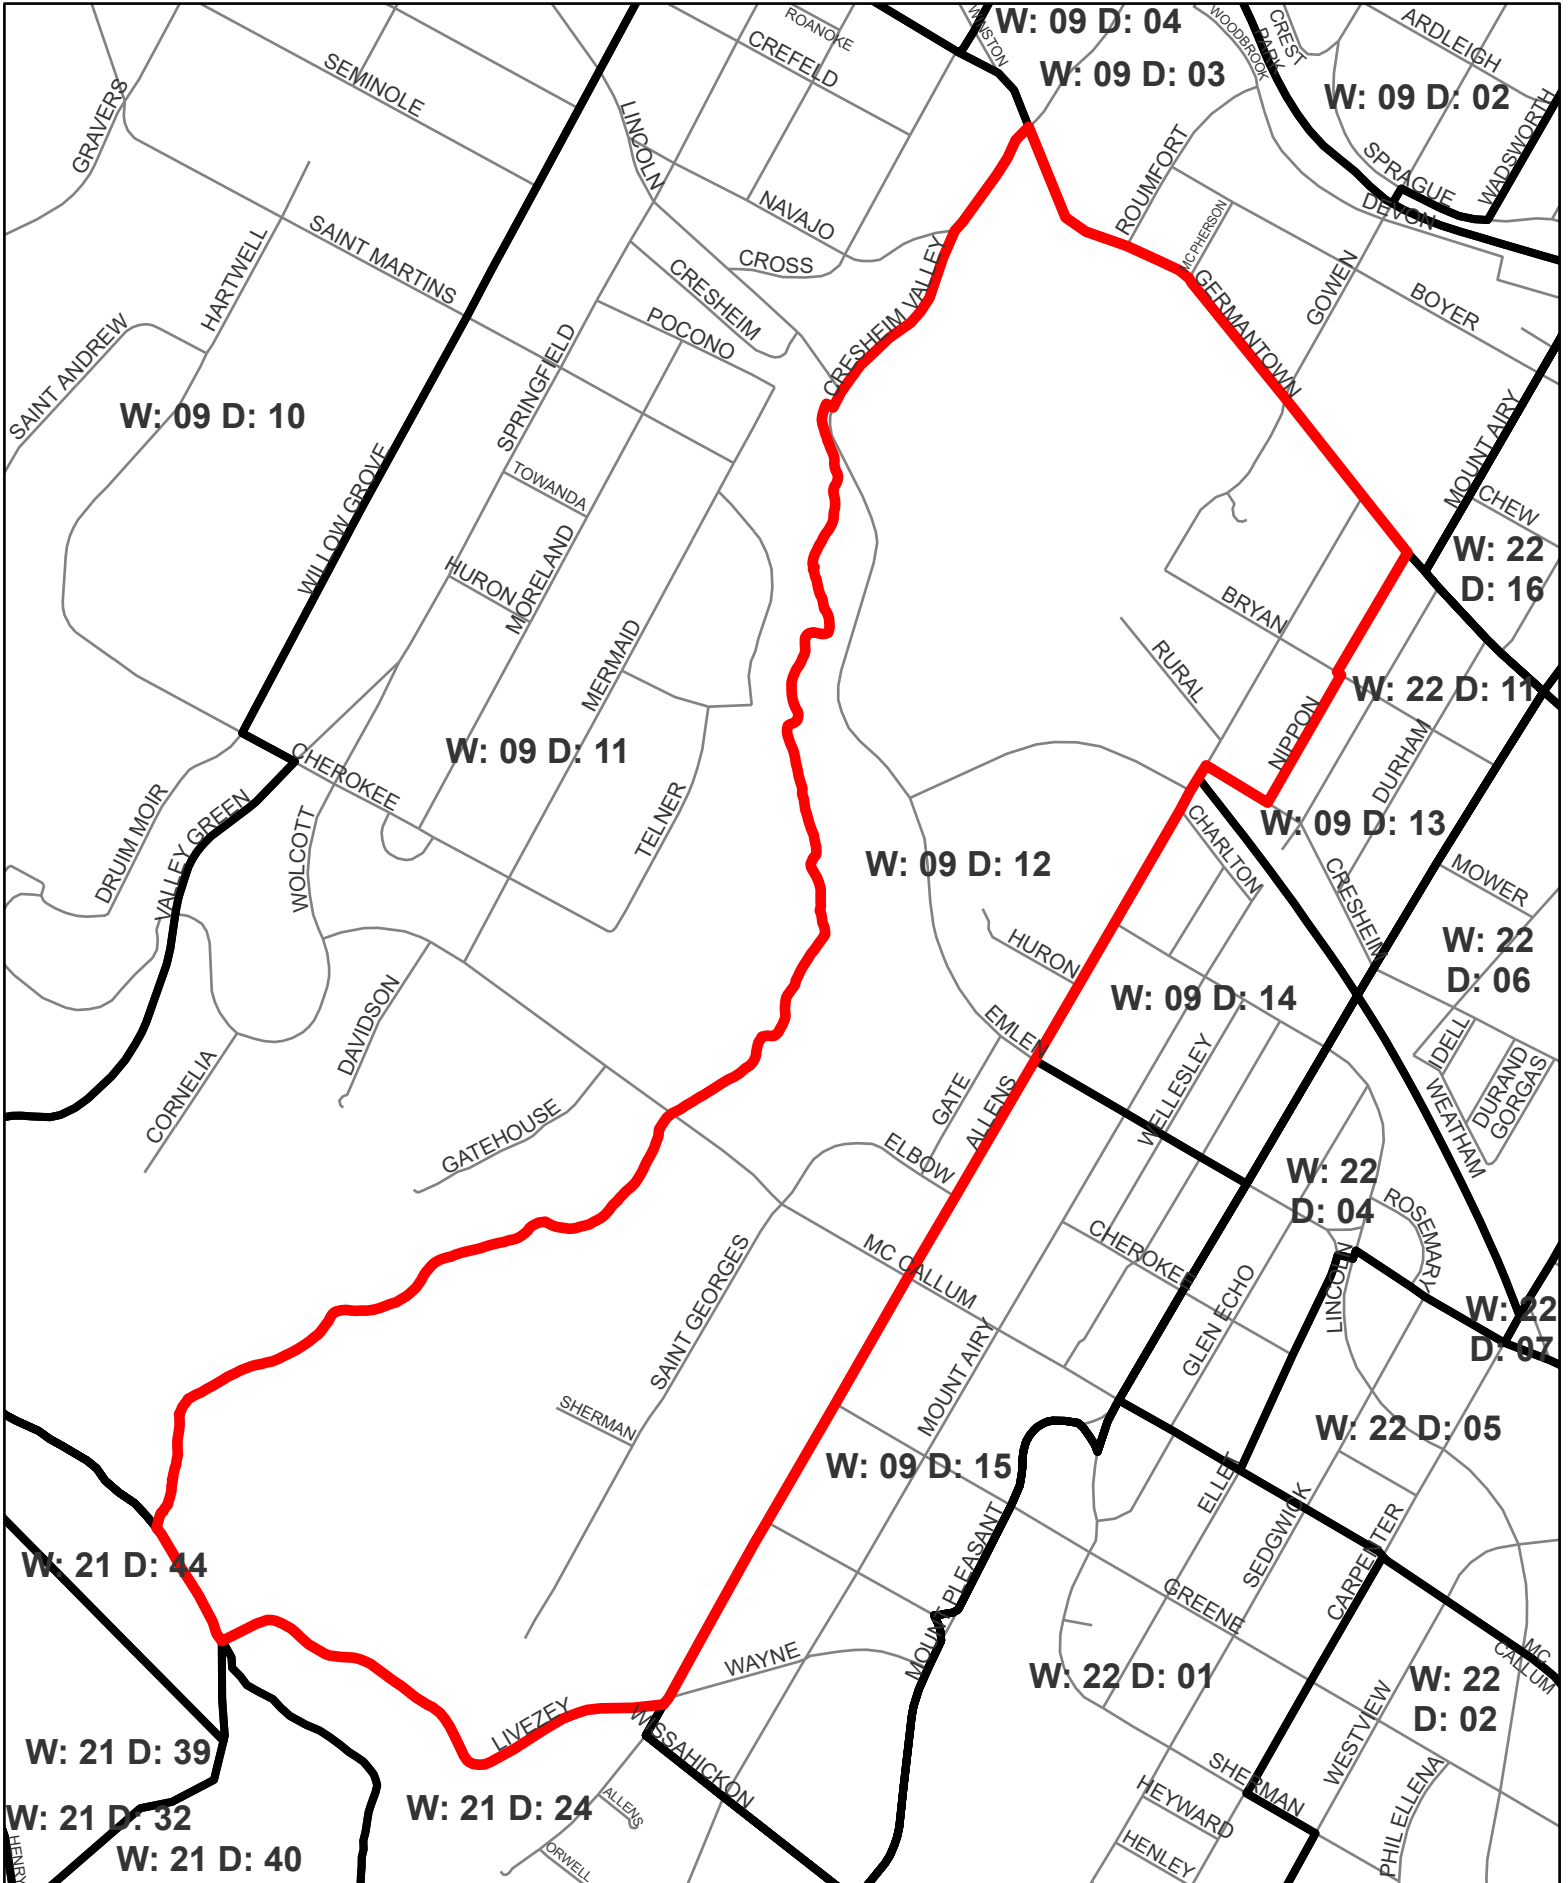 ROANOKE
WINSTON
W: 09 D: 04
WOODBROOK
CREST
PARK
ARDLEIGH
CREFELD
SEMINOLE
W: 09 D: 03
W: 09 D: 02
GRAVERS
LINCOLN
WADSWORTH
SPRAGUE
ROUMFORT
NAVAJO
DEVON
MCPHERSON
SAINT MARTINS
HARTWELL
CROSS
CRESHEIM
CRESHEIM VALLEY
GERMANTOWN
GOWEN
BOYER
POCONO
SAINT ANDREW
SPRINGFIELD
W: 09 D: 10
MOUNT AIRY
WILLOW GROVE
TOWANDA
CHEW
W: 22
D: 16
HURON
MORELAND
BRYAN
MERMAID
RURAL
W: 22 D: 11
NIPPON
W: 09 D: 11
CHEROKEE
DURHAM
DRUIM MOIR
VALLEY GREEN
WOLCOTT
TELNER
CHARLTON
W: 09 D: 13
W: 09 D: 12
CRESHEIM
MOWER
HURON
W: 22
D: 06
W: 09 D: 14
DAVIDSON
EMLEN
CORNELIA
IDELL
DURAND
GORGAS
WEATHAM
GATE
ALLENS
WELLESLEY
GATEHOUSE
ELBOW
W: 22
D: 04
ROSEMARY
MC CALLUM
CHEROKEE
SAINT GEORGES
GLEN ECHO
LINCOLN
W: 22
D: 07
MOUNT AIRY
SHERMAN
W: 22 D: 05
W: 09 D: 15
ELLET
SEDGWICK
CARPENTER
MOUNT PLEASANT
W: 21 D: 44
GREENE
WAYNE
MC
CALLUM
W: 22 D: 01
W: 22
D: 02
LIVEZEY
WISSAHICKON
WESTVIEW
W: 21 D: 39
SHERMAN
PHIL ELLENA
HEYWARD
ALLENS
W: 21 D: 24
W: 21 D: 32
HENRY
W: 21 D: 40
ORWELL
HENLEY